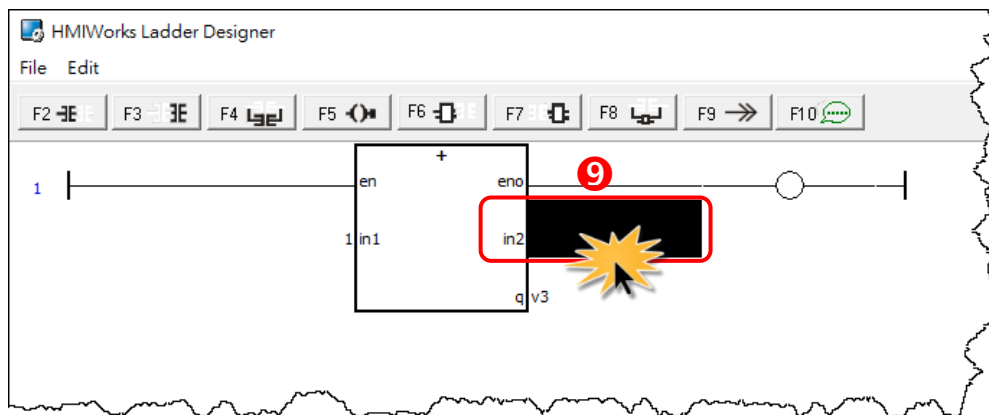 HMIWorks Ladder Designer
File Edit
F2 F3 F4 F5 F6 F7 F8 F9 F10
+
1 en eno 9
1 in1 in2
q v3